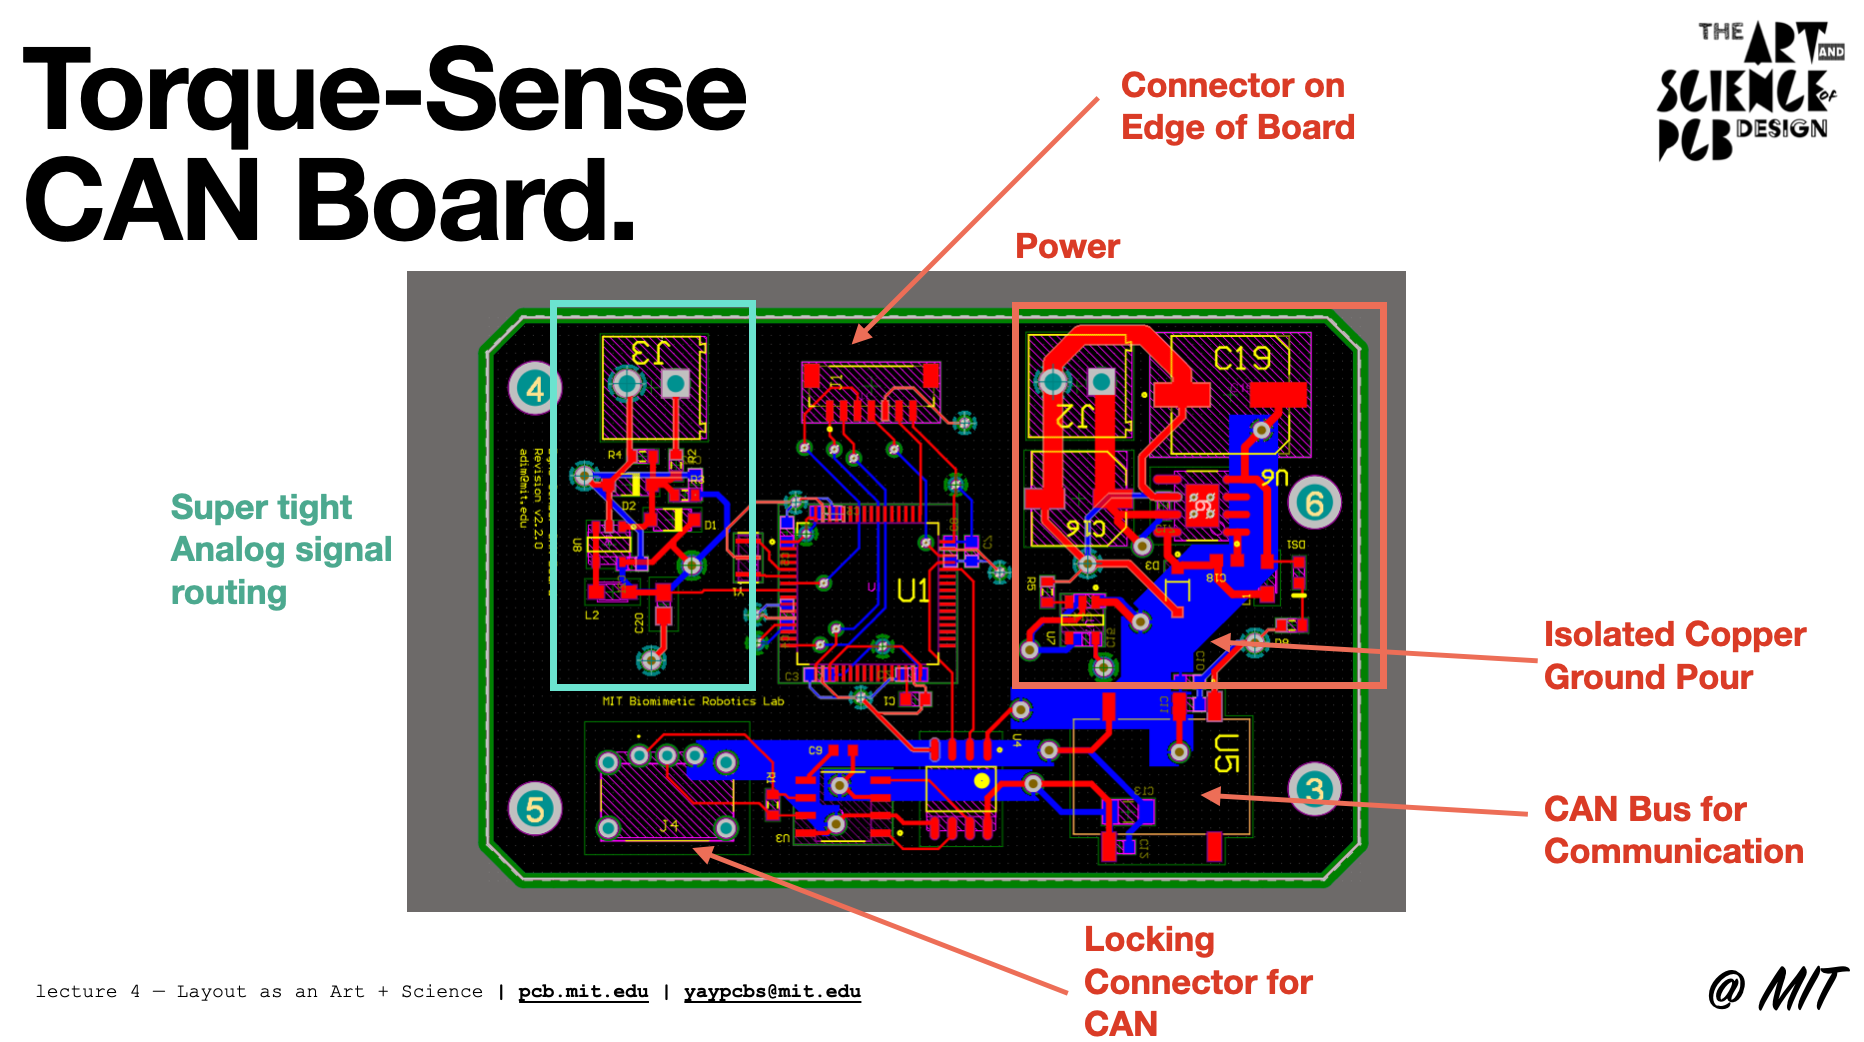 Torque-Sense
CAN Board.
THE ART AND
SCIENCE OF
PCB DESIGN
Connector on
Edge of Board
Power
Super tight
Analog signal
routing
Isolated Copper
Ground Pour
CAN Bus for
Communication
Locking
Connector for
CAN
4
J3
J1
J2
C19
R4
R2
D2
D1
U8
L2
C20
Revision v2.2.0
adim@mit.edu
U1
C16
U6
6
DS1
D3
C18
R5
U7
C15
MIT Biomimetic Robotics Lab
C3
C1
C9
U4
C10
C11
U5
R1
J4
U3
C13
C12
5
3
lecture 4 — Layout as an Art + Science | pcb.mit.edu | yaypcbs@mit.edu
@ MIT